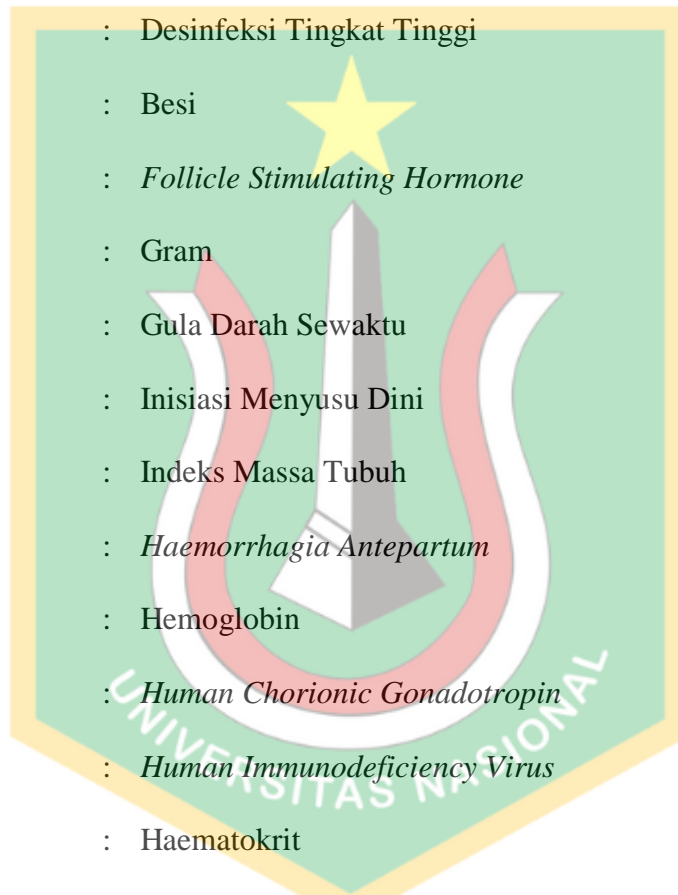 : Desinfeksi Tingkat Tinggi
: Besi
: Follicle Stimulating Hormone
: Gram
: Gula Darah Sewaktu
: Inisiasi Menyusu Dini
: Indeks Massa Tubuh
: Haemorrhagia Antepartum
: Hemoglobin
: Human Chorionic Gonadotropin
: Human Immunodeficiency Virus
: Haematokrit
UNIVERSITAS NASIONAL